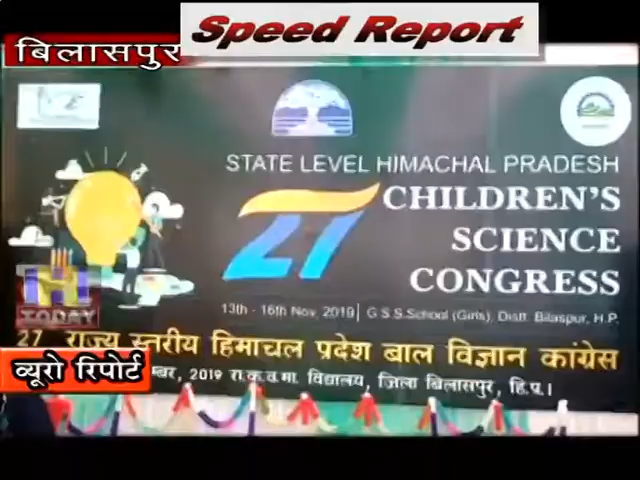 Speed Report
बिलासपुर
STATE LEVEL HIMACHAL PRADESH
27 CHILDREN'S
SCIENCE
CONGRESS
13th - 16th Nov, 2019| G.S.S.School (Girls), Distt. Bilaspur, H.P.
H
TODAY
27 राज्य स्तरीय हिमाचल प्रदेश बाल विज्ञान कांग्रेस
ब्यूरो रिपोर्ट
म्बर, 2019 रा.क.व.मा. विद्यालय, जिला बिलासपुर, हि.प्र.।